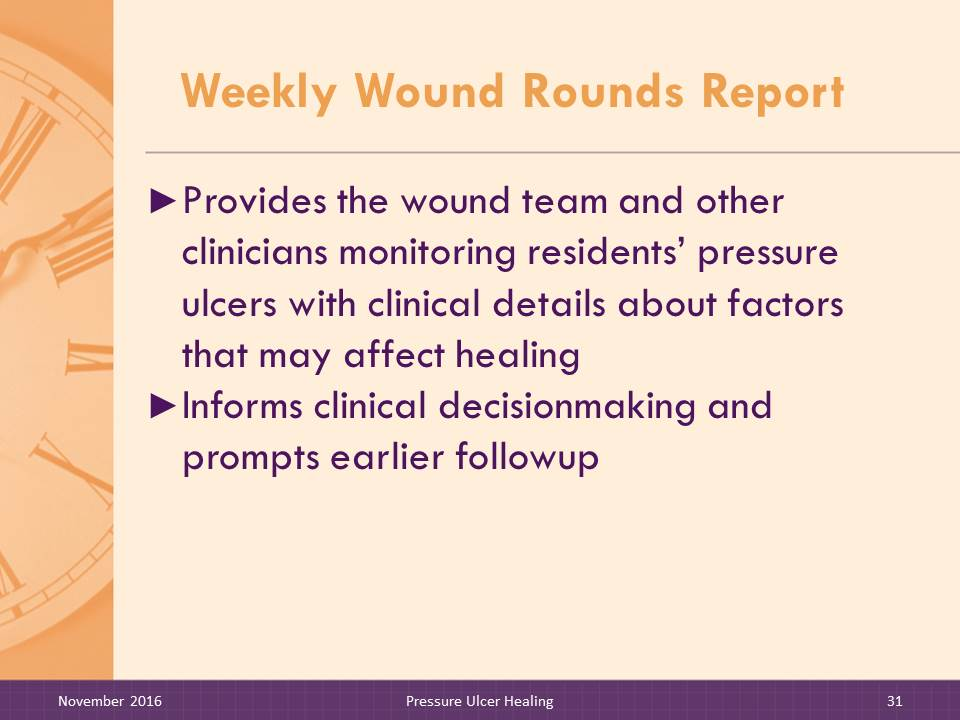 Weekly Wound Rounds Report
►Provides the wound team and other
clinicians monitoring residents’ pressure
ulcers with clinical details about factors
that may affect healing
►Informs clinical decisionmaking and
prompts earlier followup
November 2016 Pressure Ulcer Healing 31